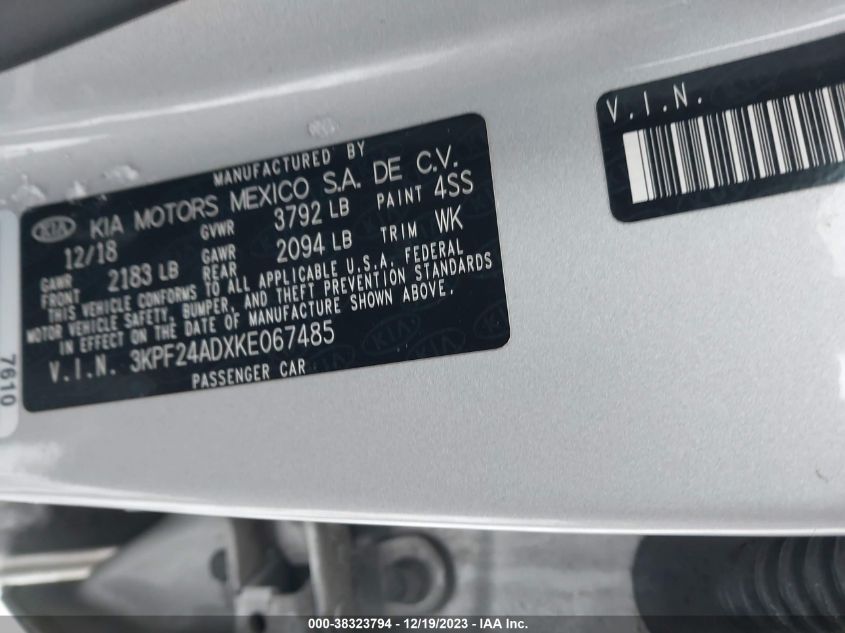 MANUFACTURED BY
KIA KIA MOTORS MEXICO S.A. DE C.V.
12/18 GVWR 3792 LB PAINT 4SS
GAWR FRONT 2183 LB GAWR REAR 2094 LB TRIM WK
THIS VEHICLE CONFORMS TO ALL APPLICABLE U.S.A. FEDERAL
MOTOR VEHICLE SAFETY, BUMPER, AND THEFT PREVENTION STANDARDS
IN EFFECT ON THE DATE OF MANUFACTURE SHOWN ABOVE.
V.I.N. 3KPF24ADXKE067485
PASSENGER CAR
V.I.N.
7610
000-38323794 - 12/19/2023 - IAA Inc.